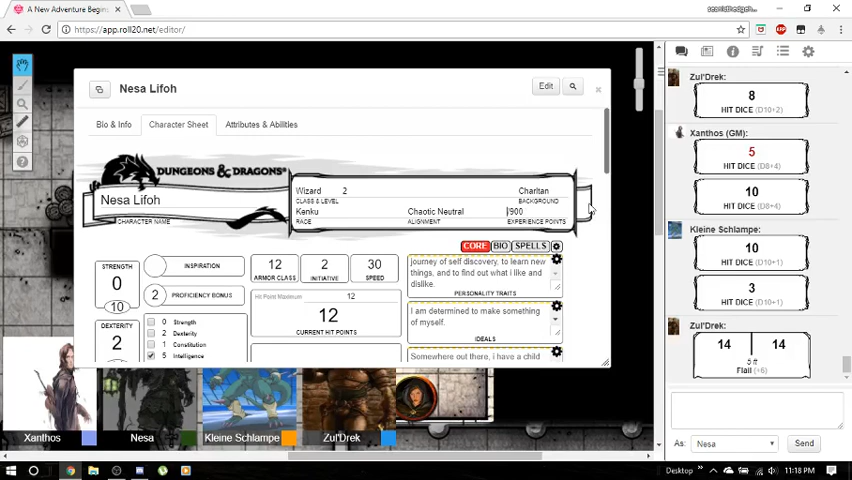 A New Adventure Begin
https://app.roll20.net/editor/
Nesa Lifoh
Edit
Bio & Info
Character Sheet
Attributes & Abilities
DUNGEONS & DRAGONS®
Nesa Lifoh
CHARACTER NAME
Wizard 2
CLASS & LEVEL
Charltan
BACKGROUND
Kenku
RACE
Chaotic Neutral
ALIGNMENT
/900
EXPERIENCE POINTS
CORE BIO SPELLS
STRENGTH
0
10
DEXTERITY
2
INSPIRATION
2 PROFICIENCY BONUS
0 Strength
2 Dexterity
1 Constitution
5 Intelligence
12
ARMOR CLASS
2
INITIATIVE
30
SPEED
Hit Point Maximum 12
12
CURRENT HIT POINTS
journey of self discovery, to learn new
things, and to find out what i like and
dislike.
PERSONALITY TRAITS
I am determined to make something
of myself.
IDEALS
Somewhere out there, i have a child
Xanthos
Nesa
Kleine Schlampe
Zul'Drek
Zul'Drek:
8
HIT DICE (D10+2)
Xanthos (GM):
5
HIT DICE (D8+4)
10
HIT DICE (D8+4)
Kleine Schlampe:
10
HIT DICE (D10+1)
3
HIT DICE (D10+1)
Zul'Drek:
14 14
5 ft
Flail (+6)
As: Nesa
Send
Desktop
11:18 PM